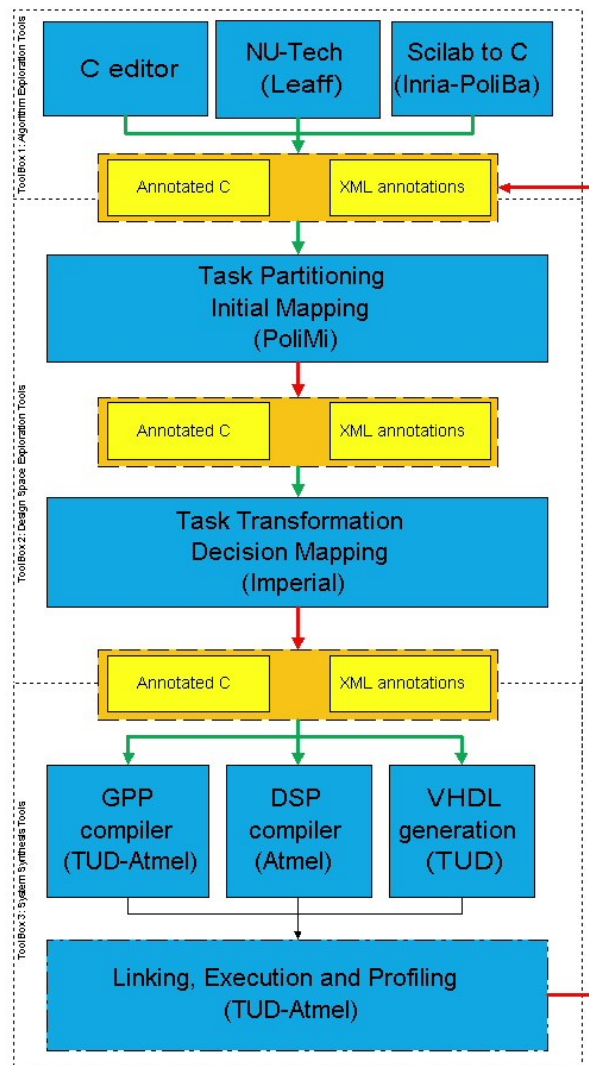 ToolBox 1: Algorithm Exploration Tools
C editor
NU-Tech
(Leaff)
Scilab to C
(Inria-PoliBa)
Annotated C
XML annotations
ToolBox 2: Design Space Exploration Tools
Task Partitioning
Initial Mapping
(PoliMi)
Annotated C
XML annotations
Task Transformation
Decision Mapping
(Imperial)
Annotated C
XML annotations
ToolBox 3: System Synthesis Tools
GPP
compiler
(TUD-Atmel)
DSP
compiler
(Atmel)
VHDL
generation
(TUD)
Linking, Execution and Profiling
(TUD-Atmel)